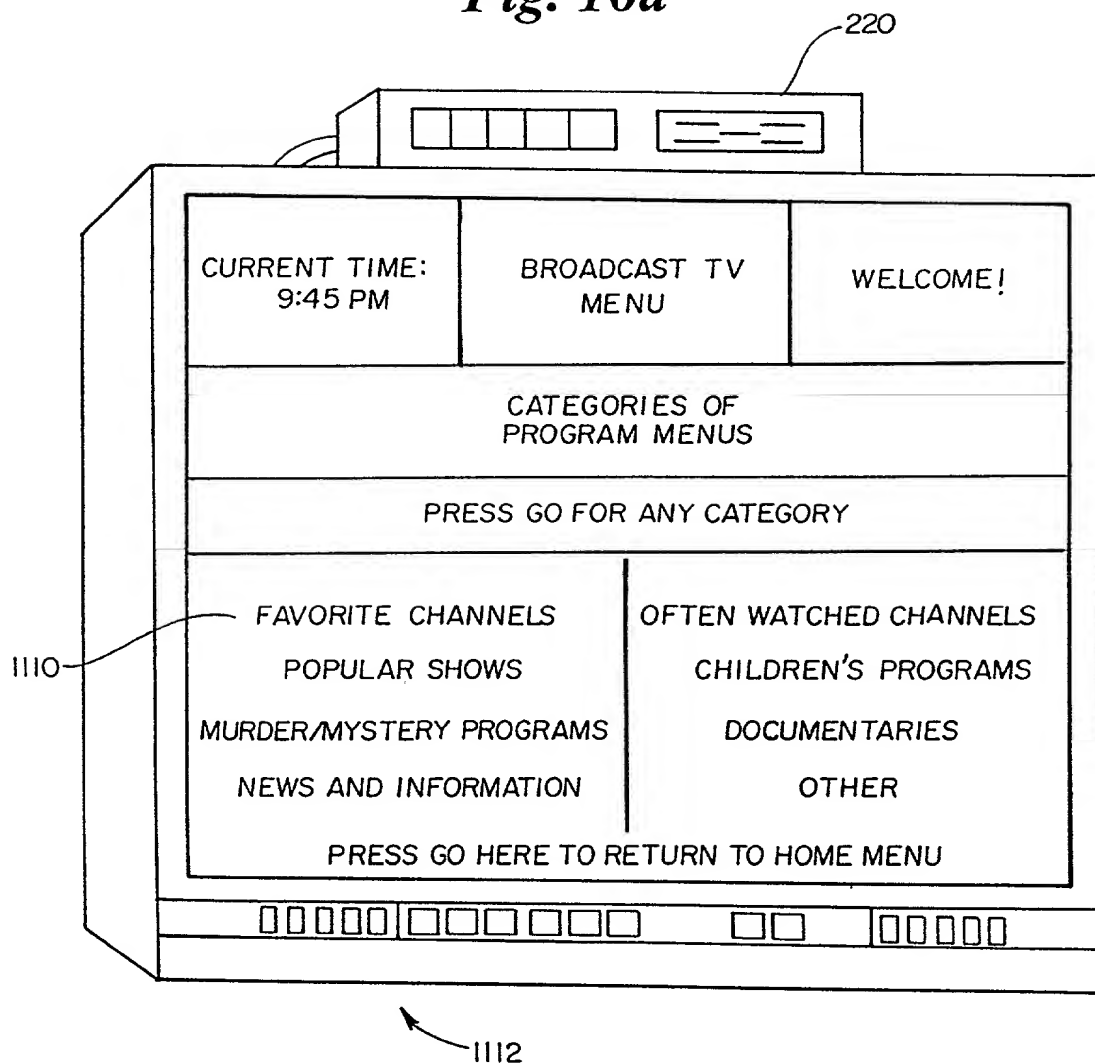 Fig. 16a
220
CURRENT TIME:
9:45 PM
BROADCAST TV
MENU
WELCOME!
CATEGORIES OF
PROGRAM MENUS
PRESS GO FOR ANY CATEGORY
1110
FAVORITE CHANNELS
OFTEN WATCHED CHANNELS
POPULAR SHOWS
CHILDREN'S PROGRAMS
MURDER/MYSTERY PROGRAMS
DOCUMENTARIES
NEWS AND INFORMATION
OTHER
PRESS GO HERE TO RETURN TO HOME MENU
1112